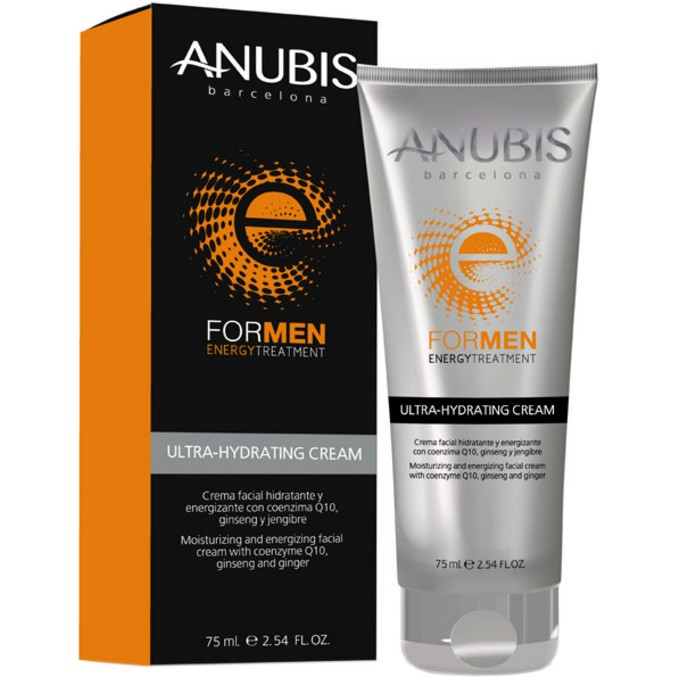 ANUBIS
barcelona
e
FORMEN
ENERGYTREATMENT
ULTRA-HYDRATING CREAM
Crema facial hidratante y
energizante con coenzima Q10,
ginseng y jengibre
Moisturizing and energizing facial
cream with coenzyme Q10,
ginseng and ginger
75 ml. ℮ 2.54 FL.OZ.
ANUBIS
barcelona
e
FORMEN
ENERGYTREATMENT
ULTRA-HYDRATING CREAM
Crema facial hidratante y energizante
con coenzima Q10, ginseng y jengibre
Moisturizing and energizing facial cream
with coenzyme Q10, ginseng and ginger
75 ml. ℮ 2.54 FL.OZ.